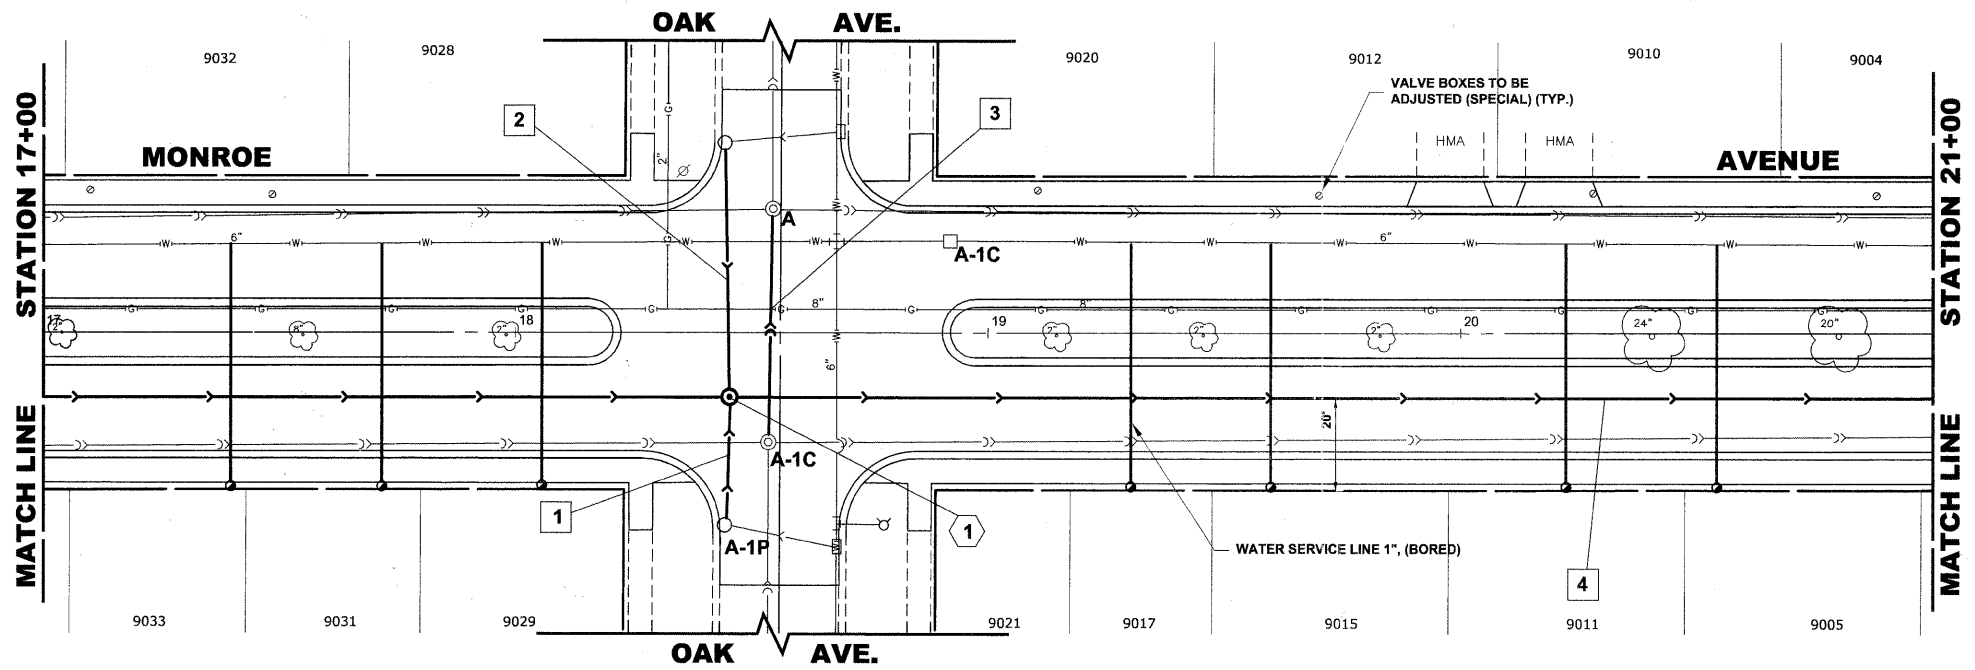 OAK AVE.
9032
9028
9020
9012
9010
9004
VALVE BOXES TO BE
ADJUSTED (SPECIAL) (TYP.)
2
3
HMA
HMA
MONROE
AVENUE
STATION 17+00
STATION 21+00
G
2"
W
A
6"
W
W
W
W
W
G
W
W
A-1C
W
W
6"
W
W
W
W
G
G
G
G
8"
G
G
G
8"
G
G
G
G
17
2"
8"
2"
18
19
2"
2"
2"
20
24"
20"
W
6"
20'
MATCH LINE
MATCH LINE
A-1C
1
1
A-1P
W
WATER SERVICE LINE 1", (BORED)
4
9033
9031
9029
9021
9017
9015
9011
9005
OAK AVE.